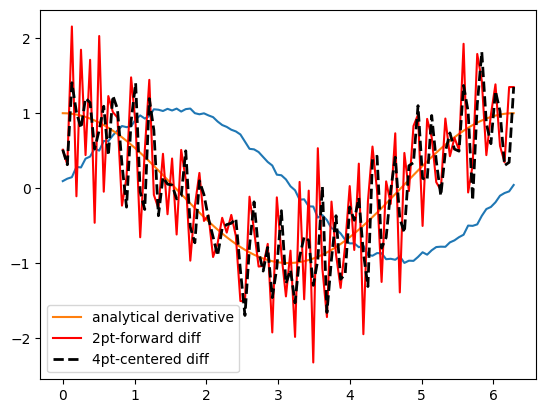 2
1
0
−1
−2
analytical derivative
2pt-forward diff
4pt-centered diff
0 1 2 3 4 5 6